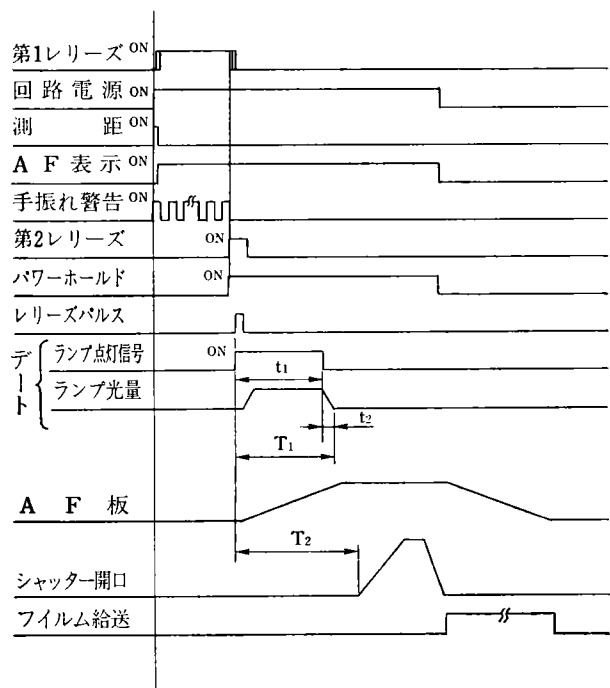 第1レリーズ ON
回路電源 ON
測距 ON
AF表示 ON
手振れ警告 ON
第2レリーズ ON
パワーホールド ON
レリーズパルス
デート
ランプ点灯信号 ON
t1
ランプ光量
t2
T1
AF板
T2
シャッター開口
フイルム給送